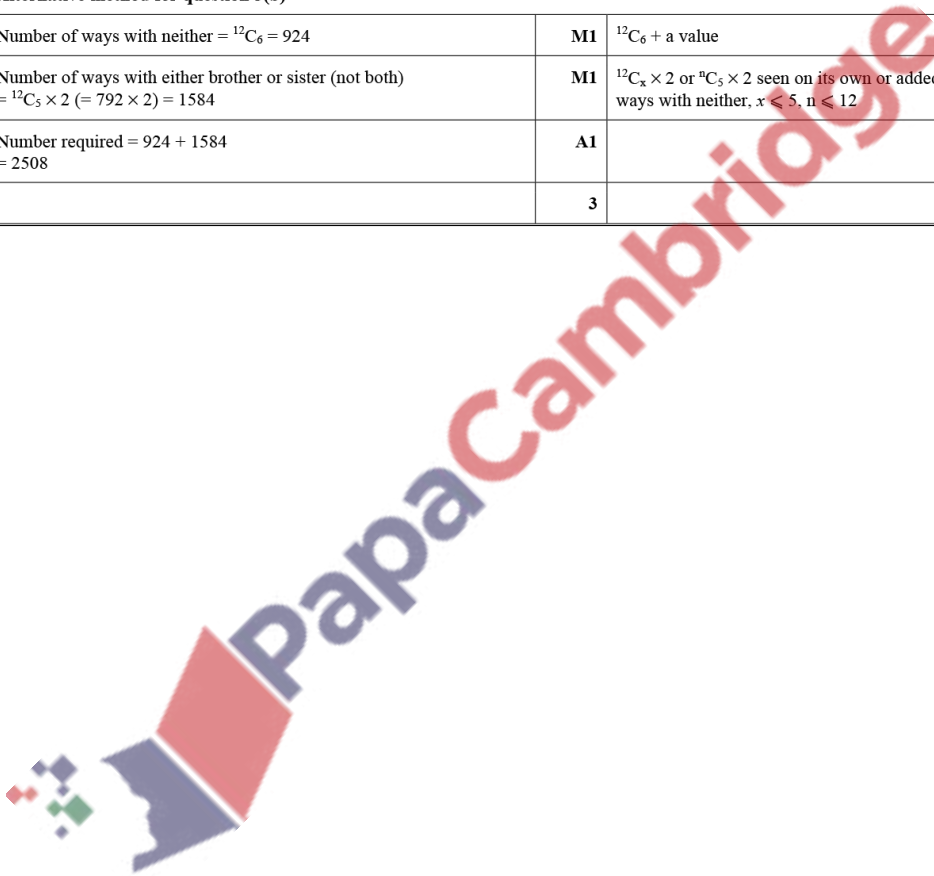 Number of ways with neither = ¹²C₆ = 924
M1
¹²C₆ + a value
Number of ways with either brother or sister (not both)
= ¹²C₅ × 2 (= 792 × 2) = 1584
M1
¹²Cₓ × 2 or ⁿC₅ × 2 seen on its own or added
ways with neither, x ⩽ 5, n ⩽ 12
Number required = 924 + 1584
= 2508
A1
3
PapaCambridge